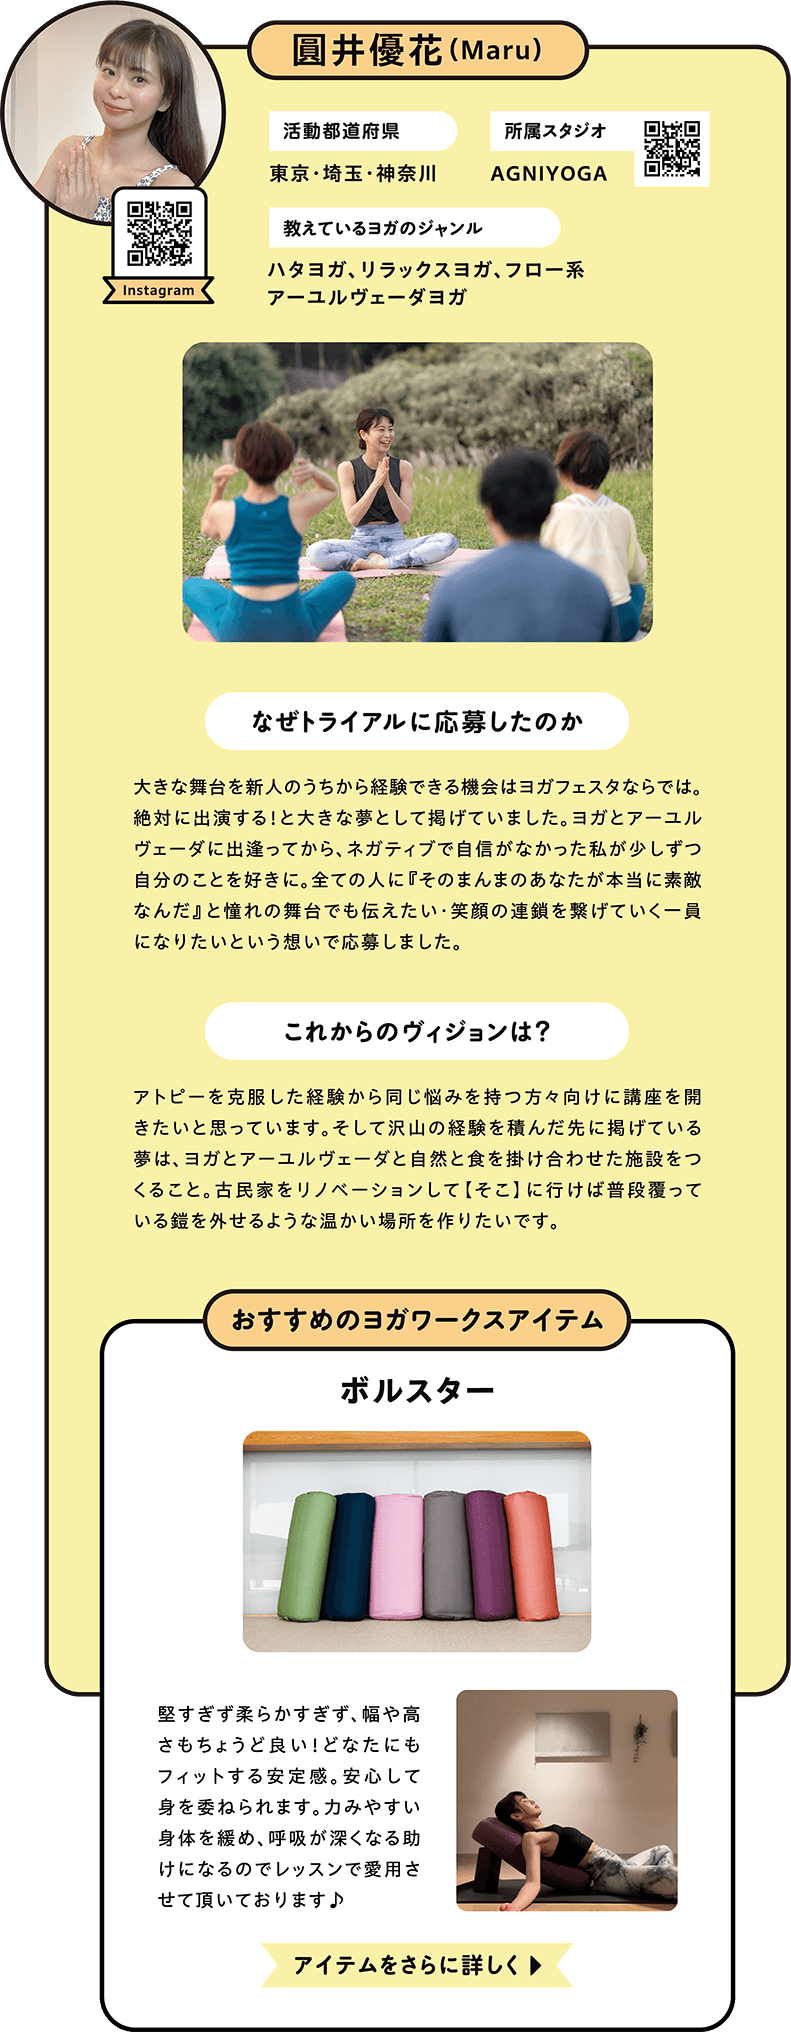 圓井優花（Maru）
活動都道府県
東京・埼玉・神奈川
所属スタジオ
AGNIYOGA
Instagram
教えているヨガのジャンル
ハタヨガ、リラックスヨガ、フロー系
アーユルヴェーダヨガ
なぜトライアルに応募したのか
大きな舞台を新人のうちから経験できる機会はヨガフェスタならでは。
絶対に出演する！と大きな夢として掲げていました。ヨガとアーユル
ヴェーダに出逢ってから、ネガティブで自信がなかった私が少しずつ
自分のことを好きに。全ての人に『そのまんまのあなたが本当に素敵
なんだ』と憧れの舞台でも伝えたい・笑顔の連鎖を繋げていく一員
になりたいという想いで応募しました。
これからのヴィジョンは？
アトピーを克服した経験から同じ悩みを持つ方々向けに講座を開
きたいと思っています。そして沢山の経験を積んだ先に掲げている
夢は、ヨガとアーユルヴェーダと自然と食を掛け合わせた施設をつ
くること。古民家をリノベーションして【そこ】に行けば普段覆って
いる鎧を外せるような温かい場所を作りたいです。
おすすめのヨガワークスアイテム
ボルスター
堅すぎず柔らかすぎず、幅や高
さもちょうど良い！どなたにも
フィットする安定感。安心して
身を委ねられます。力みやすい
身体を緩め、呼吸が深くなる助
けになるのでレッスンで愛用さ
せて頂いております♪
アイテムをさらに詳しく▶